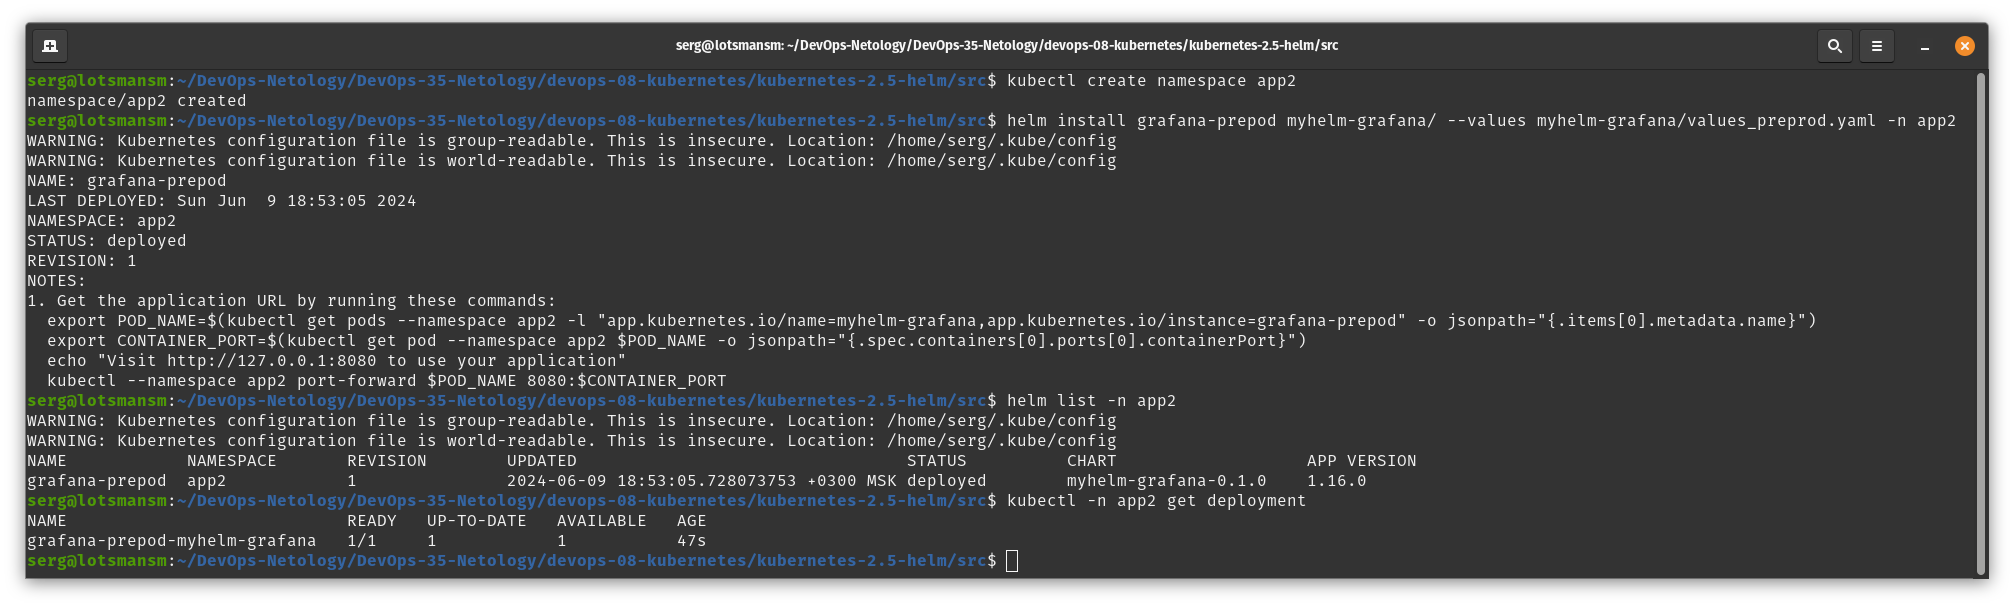 serg@lotsmansm: ~/DevOps-Netology/DevOps-35-Netology/devops-08-kubernetes/kubernetes-2.5-helm/src
serg@lotsmansm:~/DevOps-Netology/DevOps-35-Netology/devops-08-kubernetes/kubernetes-2.5-helm/src$ kubectl create namespace app2
namespace/app2 created
serg@lotsmansm:~/DevOps-Netology/DevOps-35-Netology/devops-08-kubernetes/kubernetes-2.5-helm/src$ helm install grafana-prepod myhelm-grafana/ --values myhelm-grafana/values_preprod.yaml -n app2
WARNING: Kubernetes configuration file is group-readable. This is insecure. Location: /home/serg/.kube/config
WARNING: Kubernetes configuration file is world-readable. This is insecure. Location: /home/serg/.kube/config
NAME: grafana-prepod
LAST DEPLOYED: Sun Jun  9 18:53:05 2024
NAMESPACE: app2
STATUS: deployed
REVISION: 1
NOTES:
1. Get the application URL by running these commands:
  export POD_NAME=$(kubectl get pods --namespace app2 -l "app.kubernetes.io/name=myhelm-grafana,app.kubernetes.io/instance=grafana-prepod" -o jsonpath="{.items[0].metadata.name}")
  export CONTAINER_PORT=$(kubectl get pod --namespace app2 $POD_NAME -o jsonpath="{.spec.containers[0].ports[0].containerPort}")
  echo "Visit http://127.0.0.1:8080 to use your application"
  kubectl --namespace app2 port-forward $POD_NAME 8080:$CONTAINER_PORT
serg@lotsmansm:~/DevOps-Netology/DevOps-35-Netology/devops-08-kubernetes/kubernetes-2.5-helm/src$ helm list -n app2
WARNING: Kubernetes configuration file is group-readable. This is insecure. Location: /home/serg/.kube/config
WARNING: Kubernetes configuration file is world-readable. This is insecure. Location: /home/serg/.kube/config
NAME            NAMESPACE       REVISION        UPDATED                                 STATUS          CHART                   APP VERSION
grafana-prepod  app2            1               2024-06-09 18:53:05.728073753 +0300 MSK deployed        myhelm-grafana-0.1.0    1.16.0
serg@lotsmansm:~/DevOps-Netology/DevOps-35-Netology/devops-08-kubernetes/kubernetes-2.5-helm/src$ kubectl -n app2 get deployment
NAME                            READY   UP-TO-DATE   AVAILABLE   AGE
grafana-prepod-myhelm-grafana   1/1     1            1           47s
serg@lotsmansm:~/DevOps-Netology/DevOps-35-Netology/devops-08-kubernetes/kubernetes-2.5-helm/src$